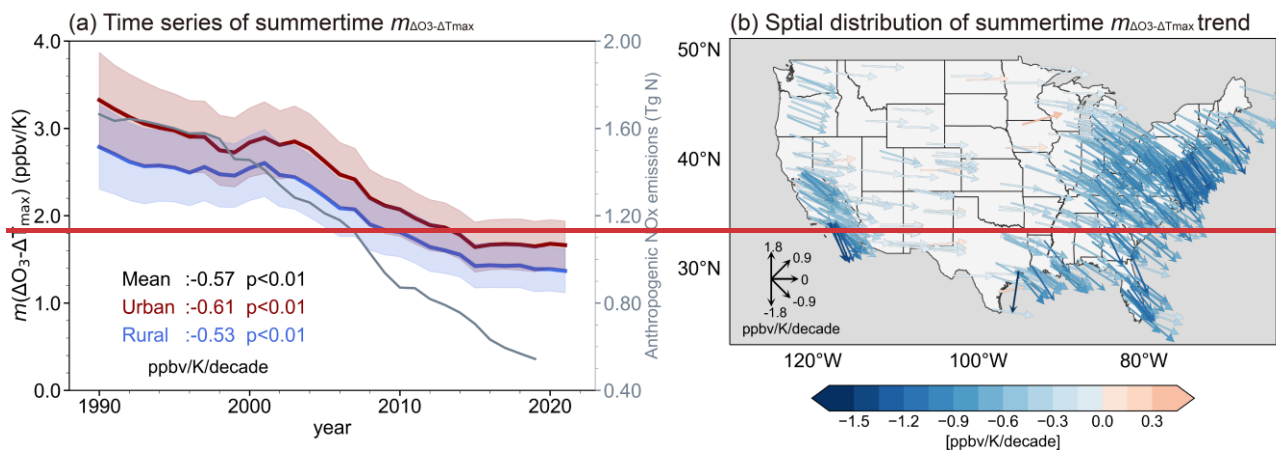 (a) Time series of summertime mΔO3-ΔTmax
(b) Sptial distribution of summertime mΔO3-ΔTmax trend
m(ΔO3-ΔTmax) (ppbv/K)
4.0
3.0
2.0
1.0
0.0
Mean :-0.57 p<0.01
Urban :-0.61 p<0.01
Rural :-0.53 p<0.01
ppbv/K/decade
1990
2000
2010
2020
year
2.00
1.60
1.20
0.80
0.40
Anthropogenic NOx emissions (Tg N)
50°N
40°N
30°N
1.8
0.9
0
-0.9
-1.8
ppbv/K/decade
120°W
100°W
80°W
−1.5 −1.2 −0.9 −0.6 −0.3 0.0 0.3
[ppbv/K/decade]